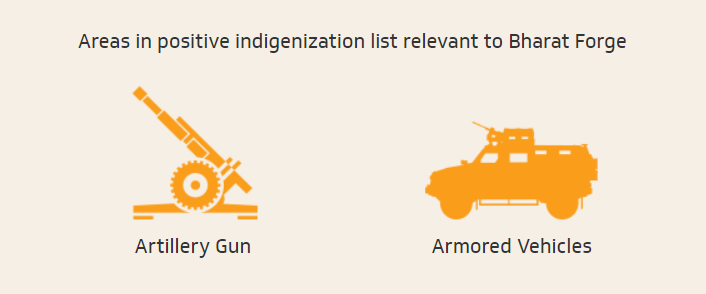 Areas in positive indigenization list relevant to Bharat Forge
Artillery Gun
Armored Vehicles